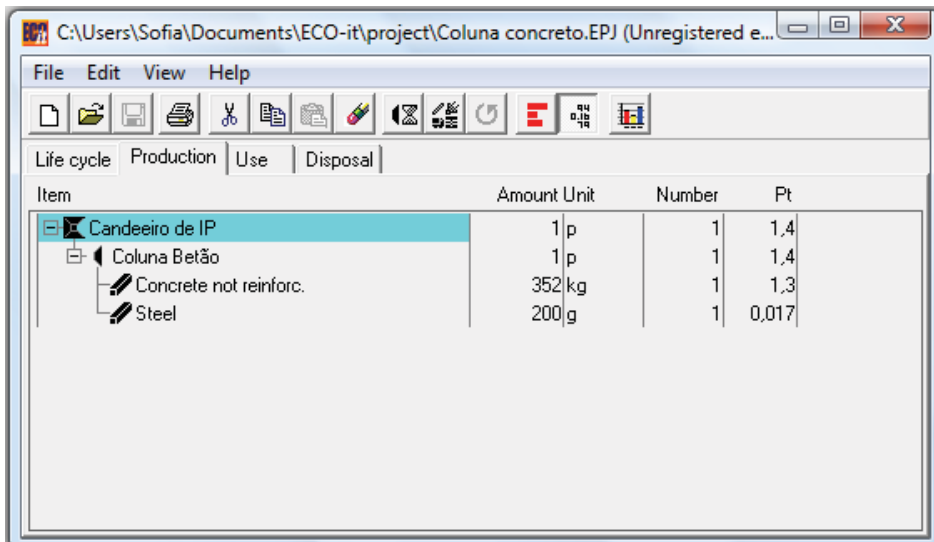 C:\Users\Sofia\Documents\ECO-it\project\Coluna concreto.EPJ (Unregistered e...
File Edit View Help
Life cycle Production Use Disposal
Item Amount Unit Number Pt
Candeeiro de IP 1 p 1 1,4
Coluna Betão 1 p 1 1,4
Concrete not reinforc. 352 kg 1 1,3
Steel 200 g 1 0,017